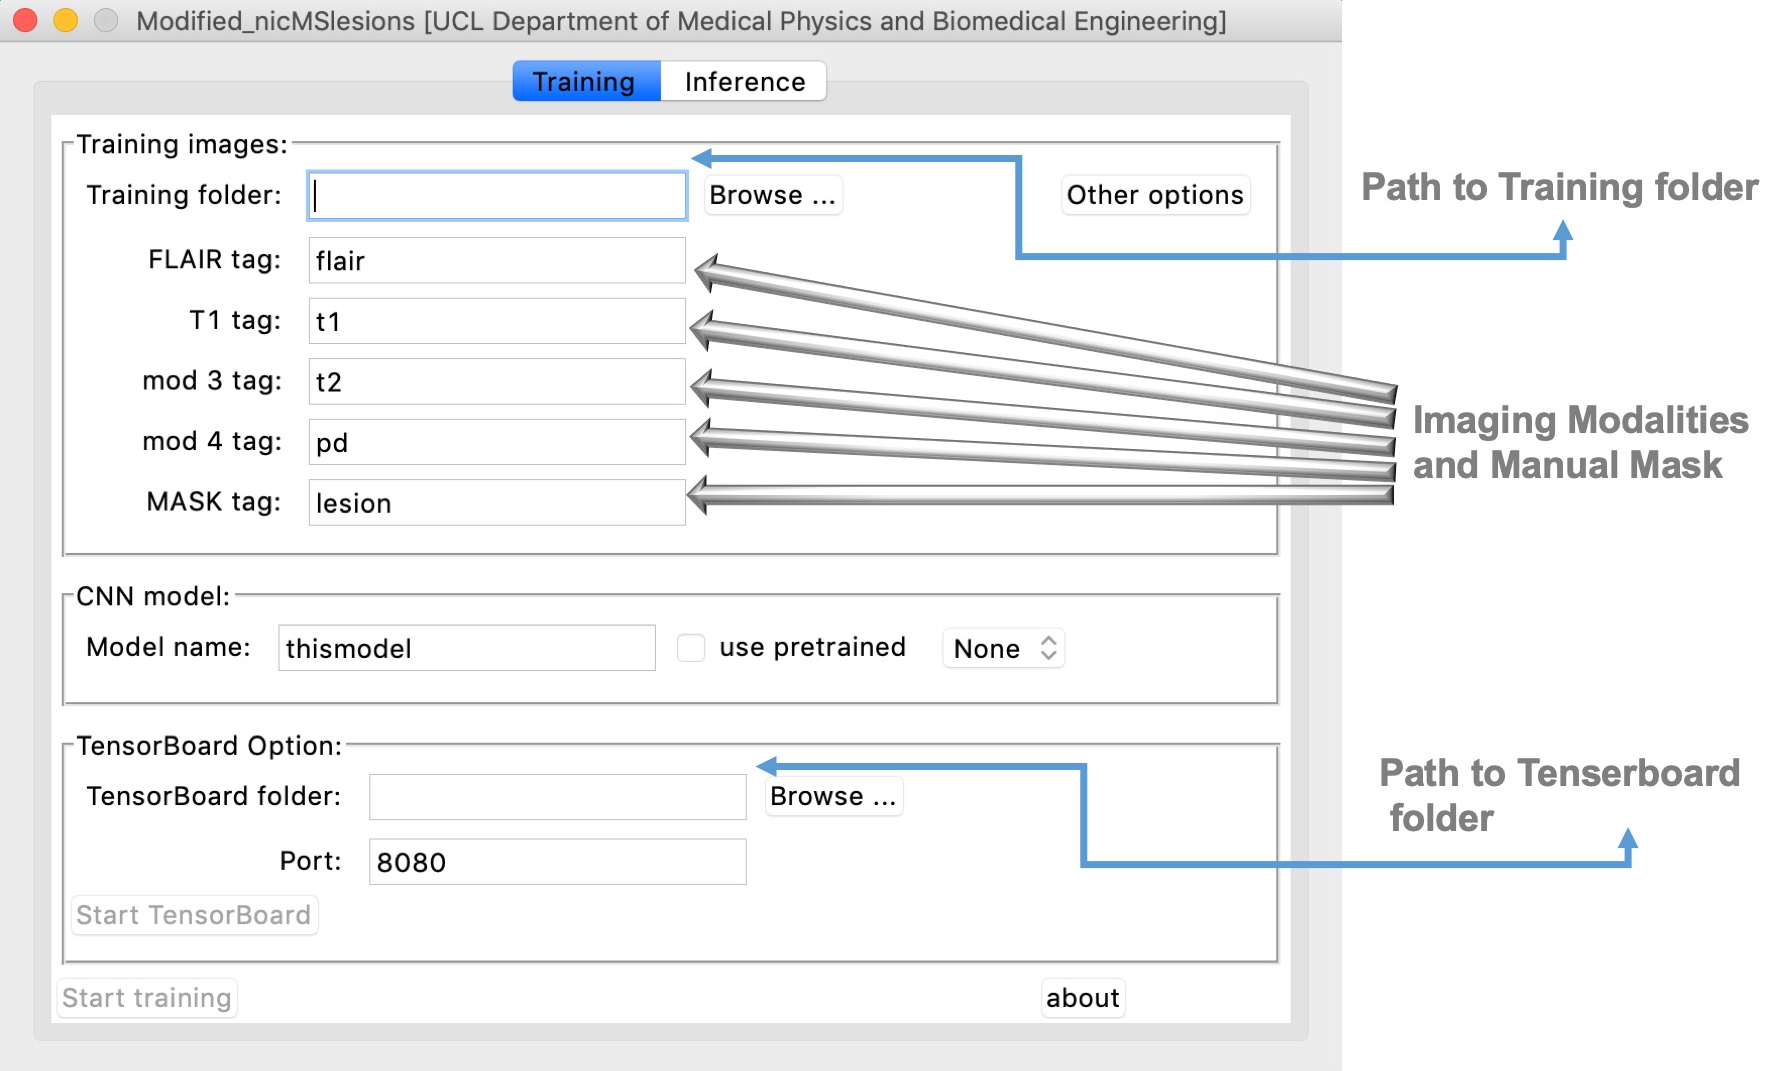 Modified_nicMSlesions [UCL Department of Medical Physics and Biomedical Engineering]
Training Inference
Training images:
Training folder: Browse ... Other options
Path to Training folder
FLAIR tag: flair
T1 tag: t1
mod 3 tag: t2
mod 4 tag: pd
MASK tag: lesion
Imaging Modalities
and Manual Mask
CNN model:
Model name: thismodel use pretrained None
TensorBoard Option:
TensorBoard folder: Browse ...
Path to Tenserboard
folder
Port: 8080
Start TensorBoard
Start training about